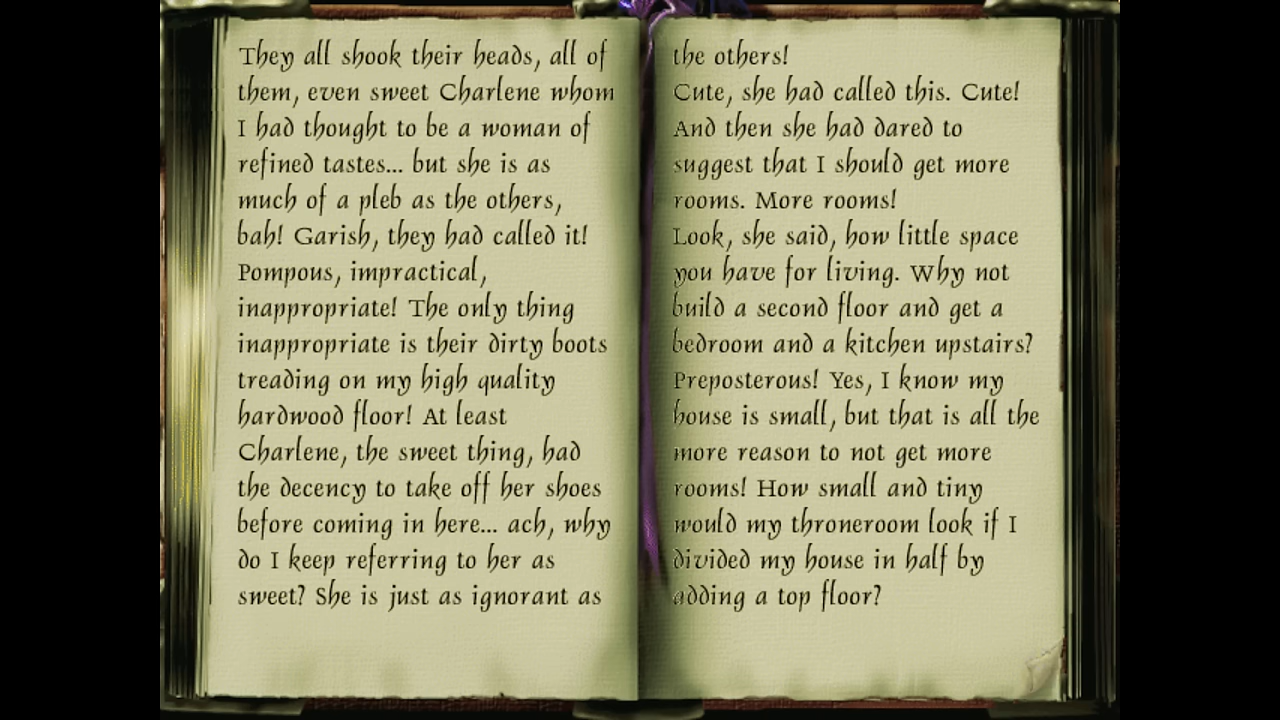 They all shook their heads, all of
them, even sweet Charlene whom
I had thought to be a woman of
refined tastes... but she is as
much of a pleb as the others,
bah! Garish, they had called it!
Pompous, impractical,
inappropriate! The only thing
inappropriate is their dirty boots
treading on my high quality
hardwood floor! At least
Charlene, the sweet thing, had
the decency to take off her shoes
before coming in here... ach, why
do I keep referring to her as
sweet? She is just as ignorant as
the others!
Cute, she had called this. Cute!
And then she had dared to
suggest that I should get more
rooms. More rooms!
Look, she said, how little space
you have for living. Why not
build a second floor and get a
bedroom and a kitchen upstairs?
Preposterous! Yes, I know my
house is small, but that is all the
more reason to not get more
rooms! How small and tiny
would my throneroom look if I
divided my house in half by
adding a top floor?